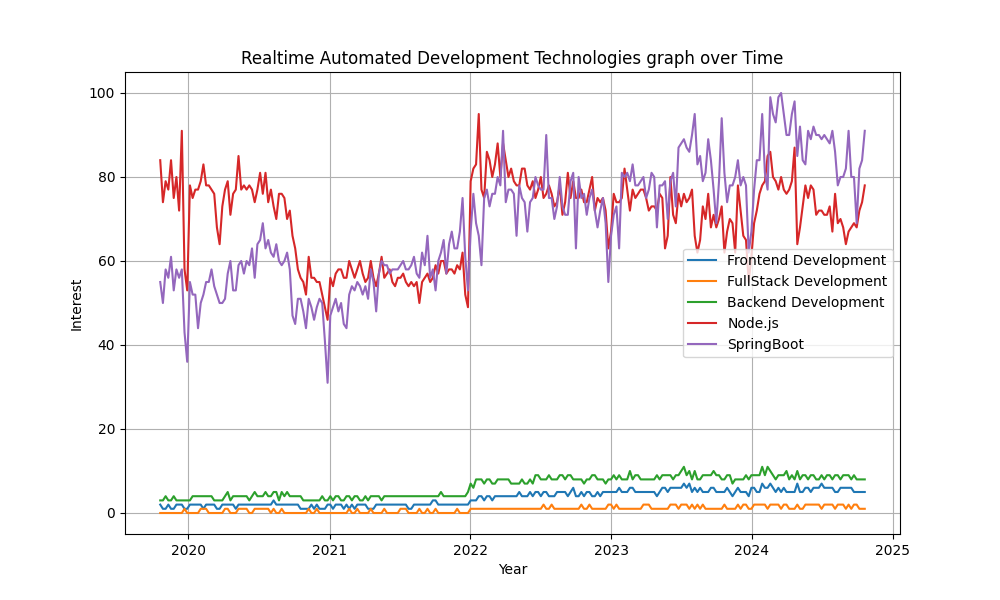 Realtime Automated Development Technologies graph over Time
Interest
100
80
60
40
20
0
Frontend Development
FullStack Development
Backend Development
Node.js
SpringBoot
2020 2021 2022 2023 2024 2025
Year